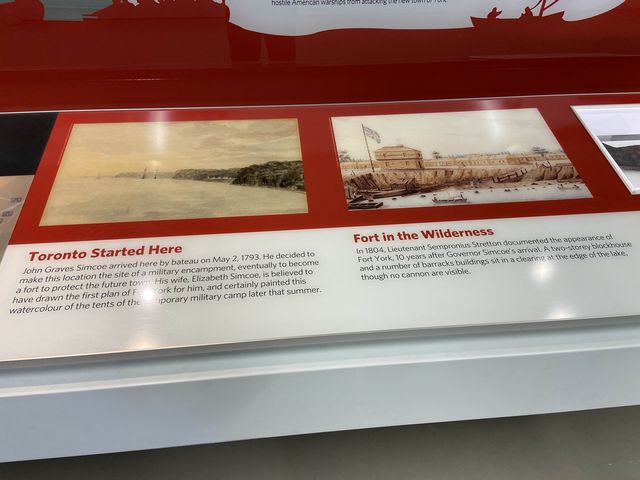 hostile American warships from attacking the new town of York.
Toronto Started Here
John Graves Simcoe arrived here by bateau on May 2, 1793. He decided to
make this location the site of a military encampment, eventually to become
a fort to protect the future town. His wife, Elizabeth Simcoe, is believed to
have drawn the first plan of Fort York for him, and certainly painted this
watercolour of the tents of the temporary military camp later that summer.
Fort in the Wilderness
In 1804, Lieutenant Sempronius Stretton documented the appearance of
Fort York, 10 years after Governor Simcoe's arrival. A two-storey blockhouse
and a number of barracks buildings sit in a clearing at the edge of the lake,
though no cannon are visible.